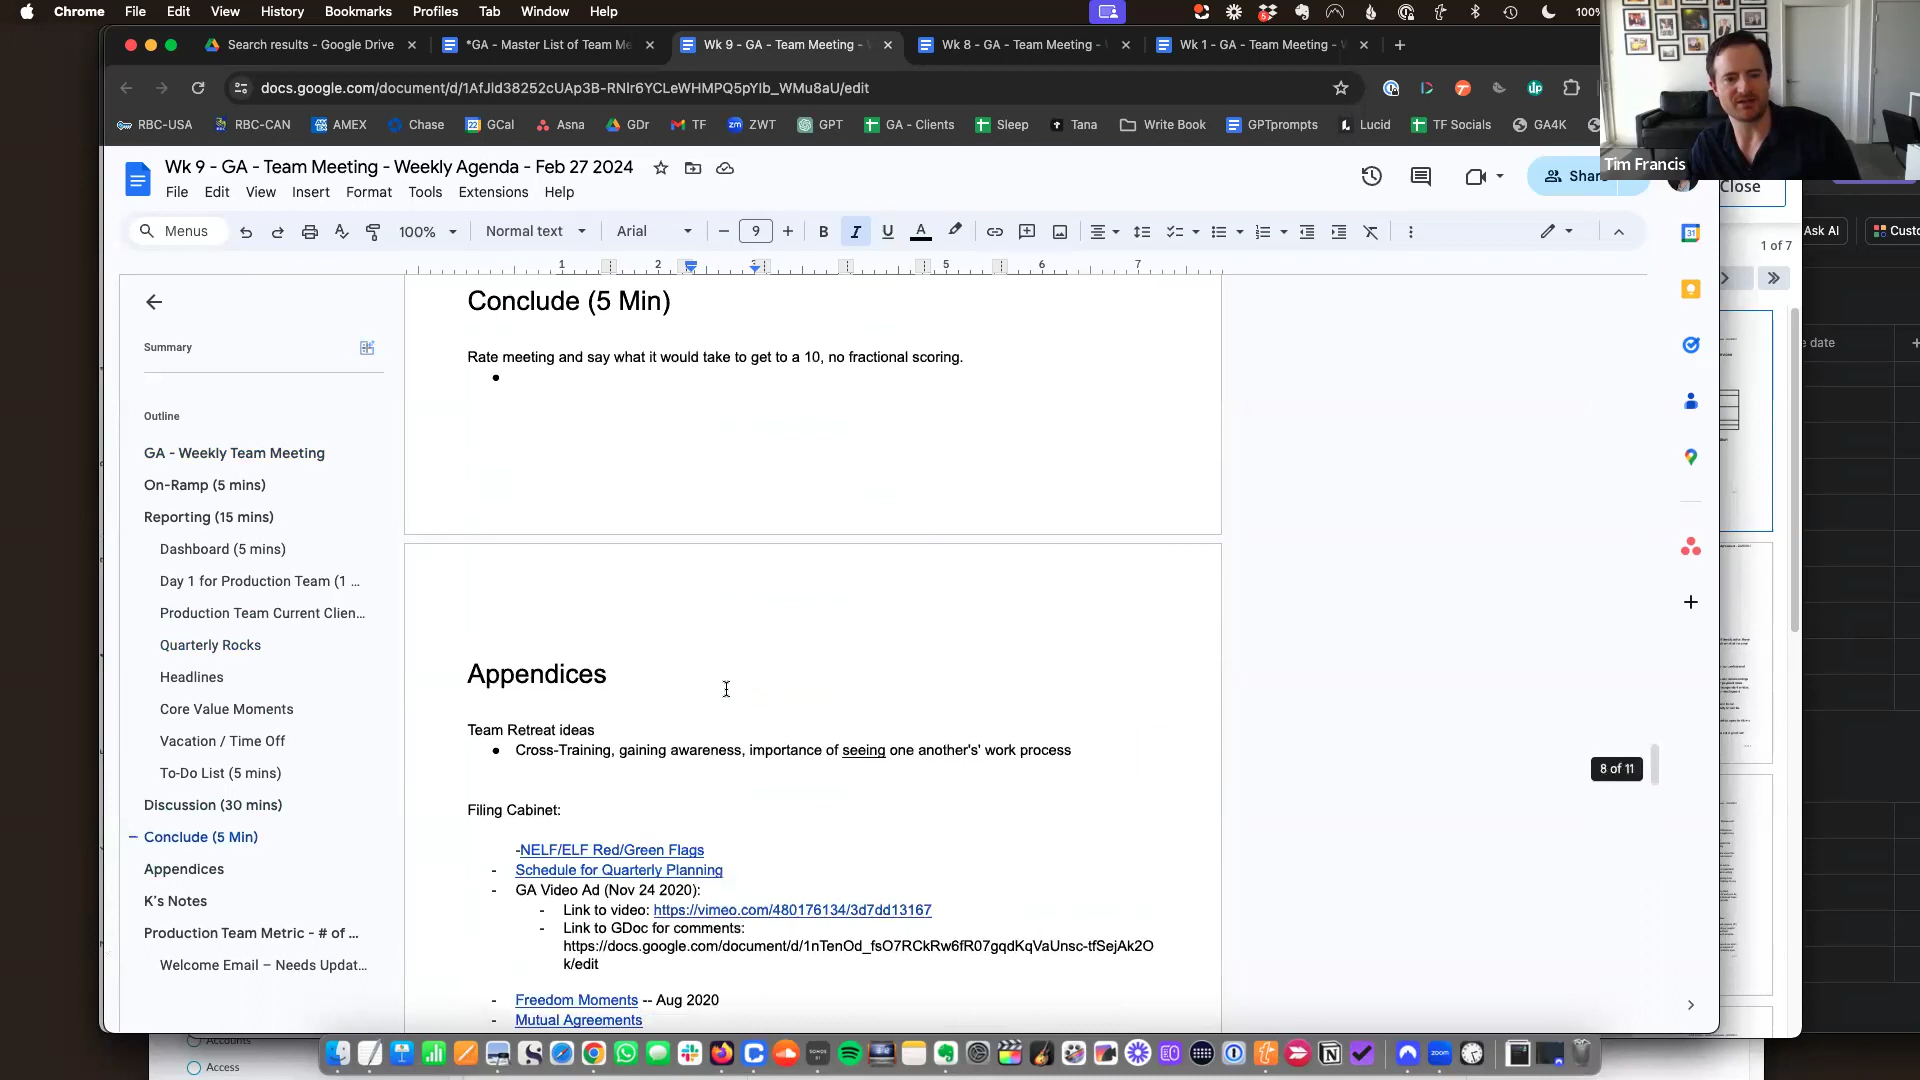 Chrome File Edit View History Bookmarks Profiles Tab Window Help 100%
Search results - Google Drive
*GA - Master List of Team Me
Wk 9 - GA - Team Meeting -
Wk 8 - GA - Team Meeting -
Wk 1 - GA - Team Meeting -
docs.google.com/document/d/1AfJld38252cUAp3B-RNlr6YCLeWHMPQ5pYlb_WMu8aU/edit
RBC-USA RBC-CAN AMEX Chase GCal Asna GDr TF ZWT GPT GA - Clients Sleep Tana Write Book GPTprompts Lucid TF Socials GA4K
Tim Francis
Wk 9 - GA - Team Meeting - Weekly Agenda - Feb 27 2024
File Edit View Insert Format Tools Extensions Help
Share
Close
Menus 100% Normal text Arial 9
Ask AI
Custo
1 of 7
e date
1 2 3 5 6 7
Summary
Outline
GA - Weekly Team Meeting
On-Ramp (5 mins)
Reporting (15 mins)
Dashboard (5 mins)
Day 1 for Production Team (1 ...
Production Team Current Clien...
Quarterly Rocks
Headlines
Core Value Moments
Vacation / Time Off
To-Do List (5 mins)
Discussion (30 mins)
Conclude (5 Min)
Appendices
K's Notes
Production Team Metric - # of ...
Welcome Email – Needs Updat...
Conclude (5 Min)
Rate meeting and say what it would take to get to a 10, no fractional scoring.
●
Appendices
Team Retreat ideas
● Cross-Training, gaining awareness, importance of seeing one another's' work process
Filing Cabinet:
-NELF/ELF Red/Green Flags
- Schedule for Quarterly Planning
- GA Video Ad (Nov 24 2020):
- Link to video: https://vimeo.com/480176134/3d7dd13167
- Link to GDoc for comments:
https://docs.google.com/document/d/1nTenOd_fsO7RCkRw6fR07gqdKqVaUnsc-tfSejAk2O
k/edit
- Freedom Moments -- Aug 2020
- Mutual Agreements
8 of 11
Accounts
Access